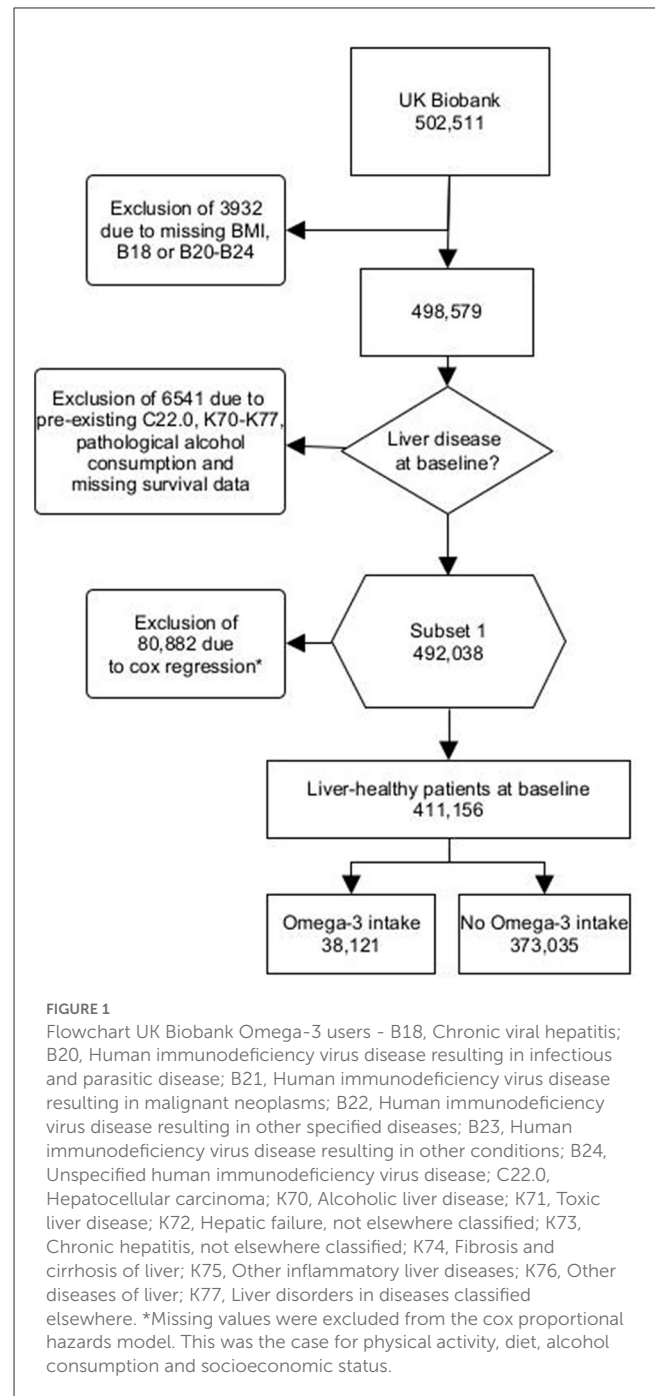 UK Biobank
502,511
Exclusion of 3932
due to missing BMI,
B18 or B20-B24
498,579
Exclusion of 6541 due to
pre-existing C22.0, K70-K77,
pathological alcohol
consumption and
missing survival data
Liver disease
at baseline?
Exclusion of
80,882 due
to cox regression*
Subset 1
492,038
Liver-healthy patients at baseline
411,156
Omega-3 intake
38,121
No Omega-3 intake
373,035
FIGURE 1
Flowchart UK Biobank Omega-3 users - B18, Chronic viral hepatitis;
B20, Human immunodeficiency virus disease resulting in infectious
and parasitic disease; B21, Human immunodeficiency virus disease
resulting in malignant neoplasms; B22, Human immunodeficiency
virus disease resulting in other specified diseases; B23, Human
immunodeficiency virus disease resulting in other conditions; B24,
Unspecified human immunodeficiency virus disease; C22.0,
Hepatocellular carcinoma; K70, Alcoholic liver disease; K71, Toxic
liver disease; K72, Hepatic failure, not elsewhere classified; K73,
Chronic hepatitis, not elsewhere classified; K74, Fibrosis and
cirrhosis of liver; K75, Other inflammatory liver diseases; K76, Other
diseases of liver; K77, Liver disorders in diseases classified
elsewhere. *Missing values were excluded from the cox proportional
hazards model. This was the case for physical activity, diet, alcohol
consumption and socioeconomic status.